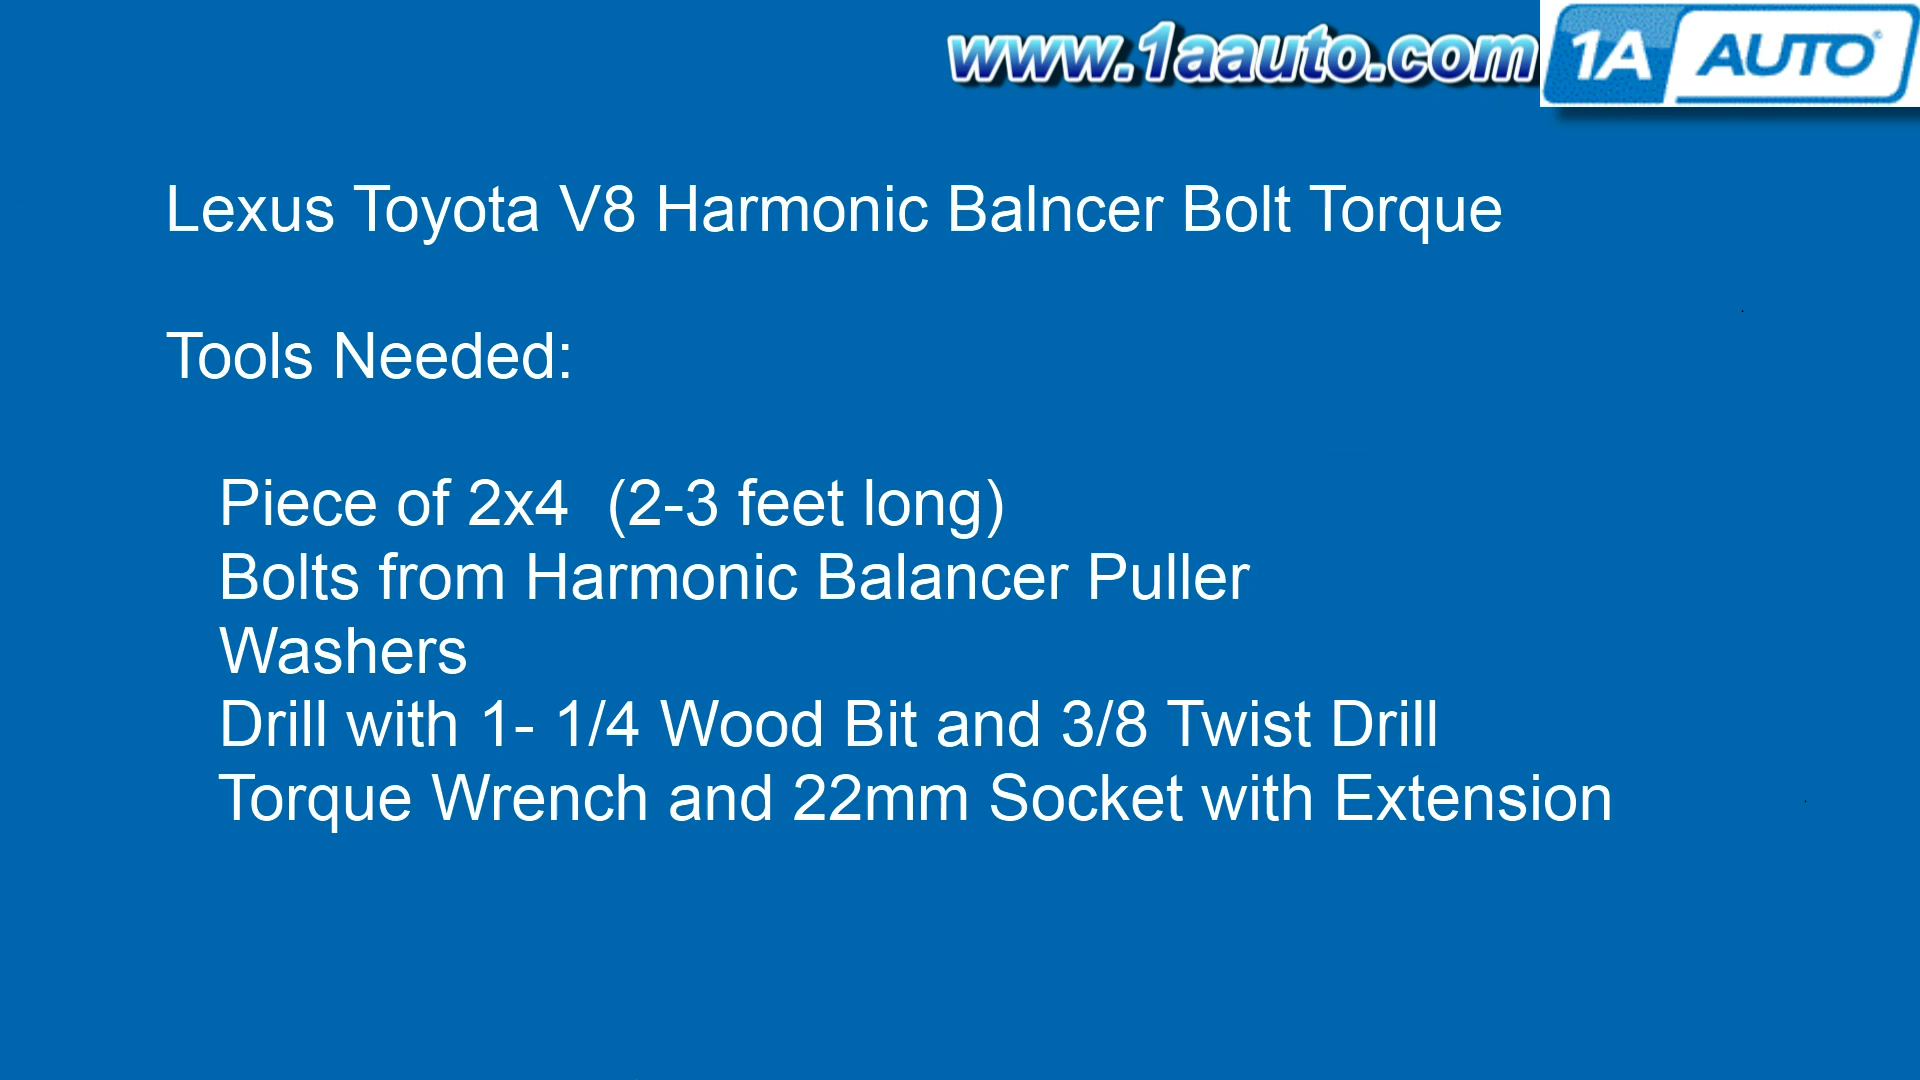 www.1aauto.com 1A AUTO®
Lexus Toyota V8 Harmonic Balncer Bolt Torque
Tools Needed:
Piece of 2x4 (2-3 feet long)
Bolts from Harmonic Balancer Puller
Washers
Drill with 1- 1/4 Wood Bit and 3/8 Twist Drill
Torque Wrench and 22mm Socket with Extension